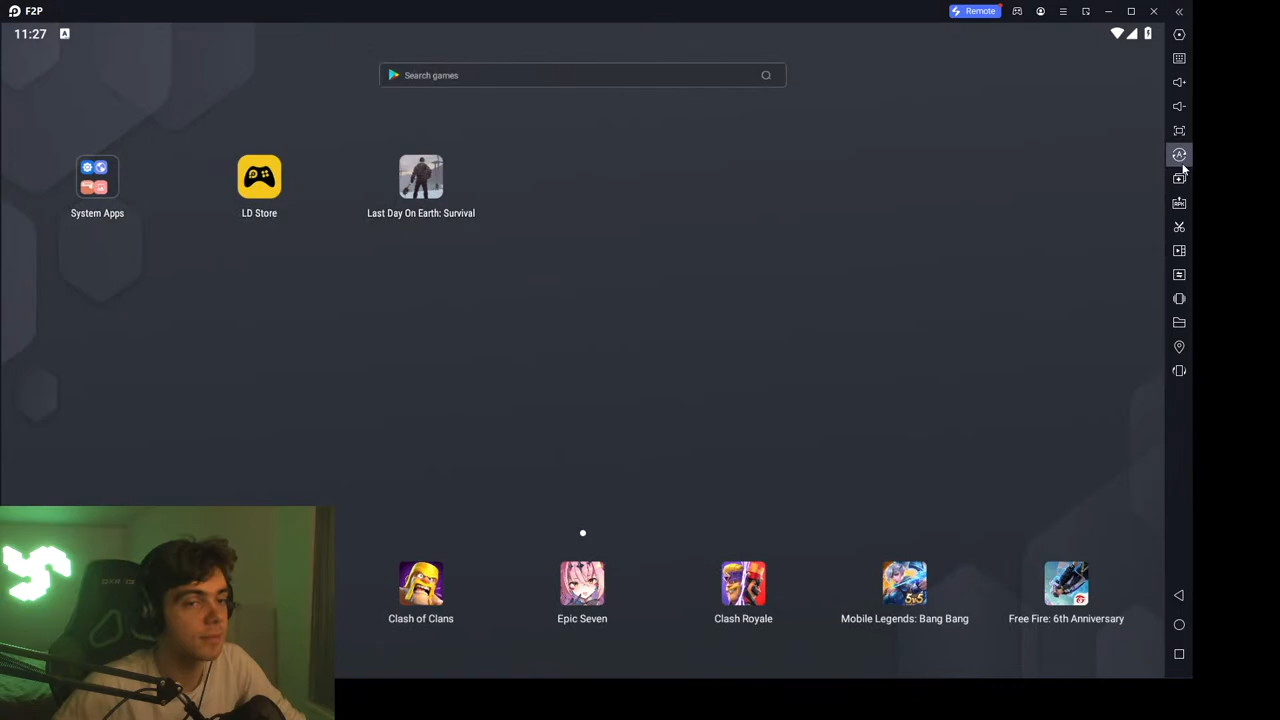 F2P
Remote
11:27
A
Search games
System Apps
LD Store
Last Day On Earth: Survival
Clash of Clans
Epic Seven
Clash Royale
Mobile Legends: Bang Bang
Free Fire: 6th Anniversary
5v5
A